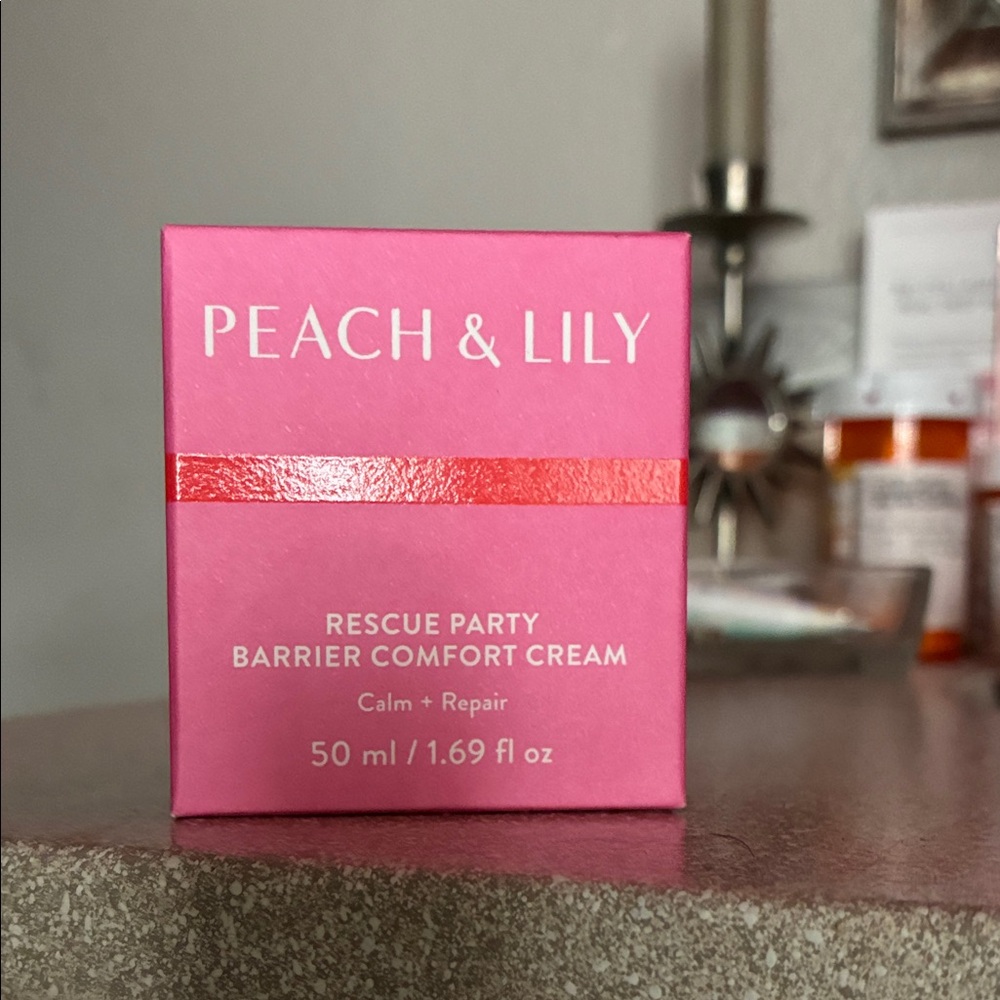 PEACH & LILY
RESCUE PARTY
BARRIER COMFORT CREAM
Calm + Repair
50 ml / 1.69 fl oz